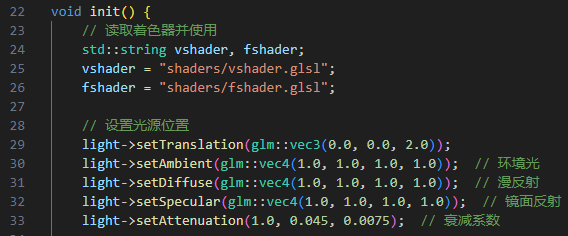 22 void init() {
23 // 读取着色器并使用
24 std::string vshader, fshader;
25 vshader = "shaders/vshader.glsl";
26 fshader = "shaders/fshader.glsl";
27
28 // 设置光源位置
29 light->setTranslation(glm::vec3(0.0, 0.0, 2.0));
30 light->setAmbient(glm::vec4(1.0, 1.0, 1.0, 1.0)); // 环境光
31 light->setDiffuse(glm::vec4(1.0, 1.0, 1.0, 1.0)); // 漫反射
32 light->setSpecular(glm::vec4(1.0, 1.0, 1.0, 1.0)); // 镜面反射
33 light->setAttenuation(1.0, 0.045, 0.0075); // 衰减系数